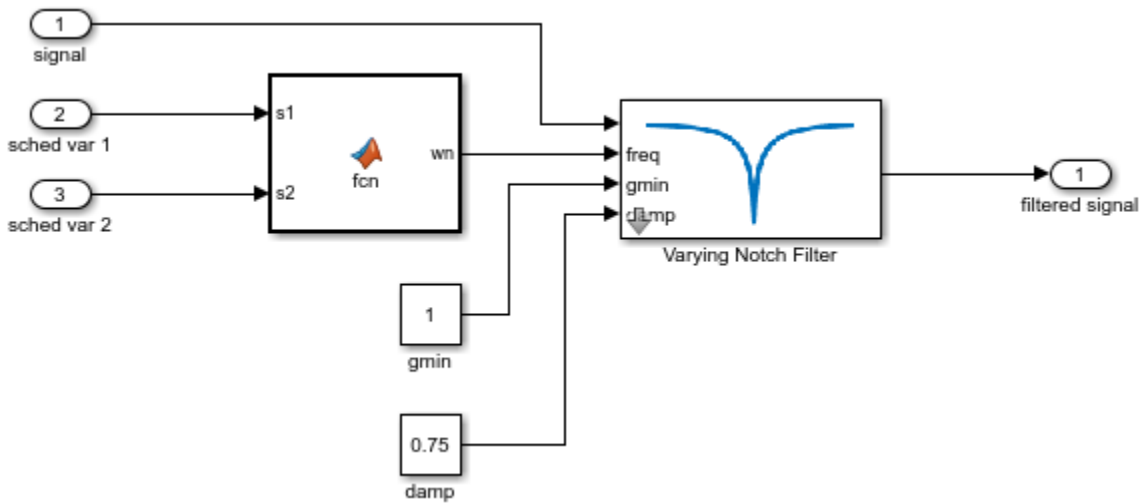 1
signal
2
sched var 1
3
sched var 2
s1
s2
fcn
wn
1
gmin
0.75
damp
freq
gmin
damp
Varying Notch Filter
1
filtered signal